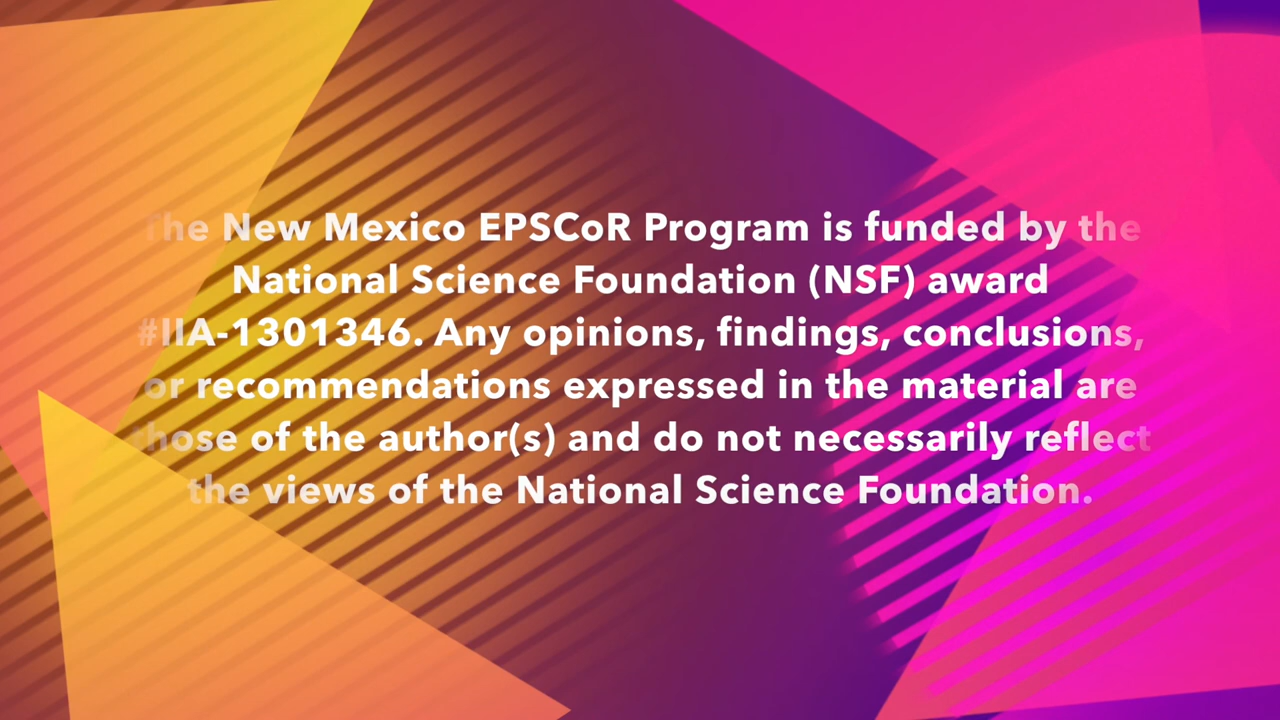 The New Mexico EPSCoR Program is funded by the
National Science Foundation (NSF) award
#IIA-1301346. Any opinions, findings, conclusions,
or recommendations expressed in the material are
those of the author(s) and do not necessarily reflect
the views of the National Science Foundation.